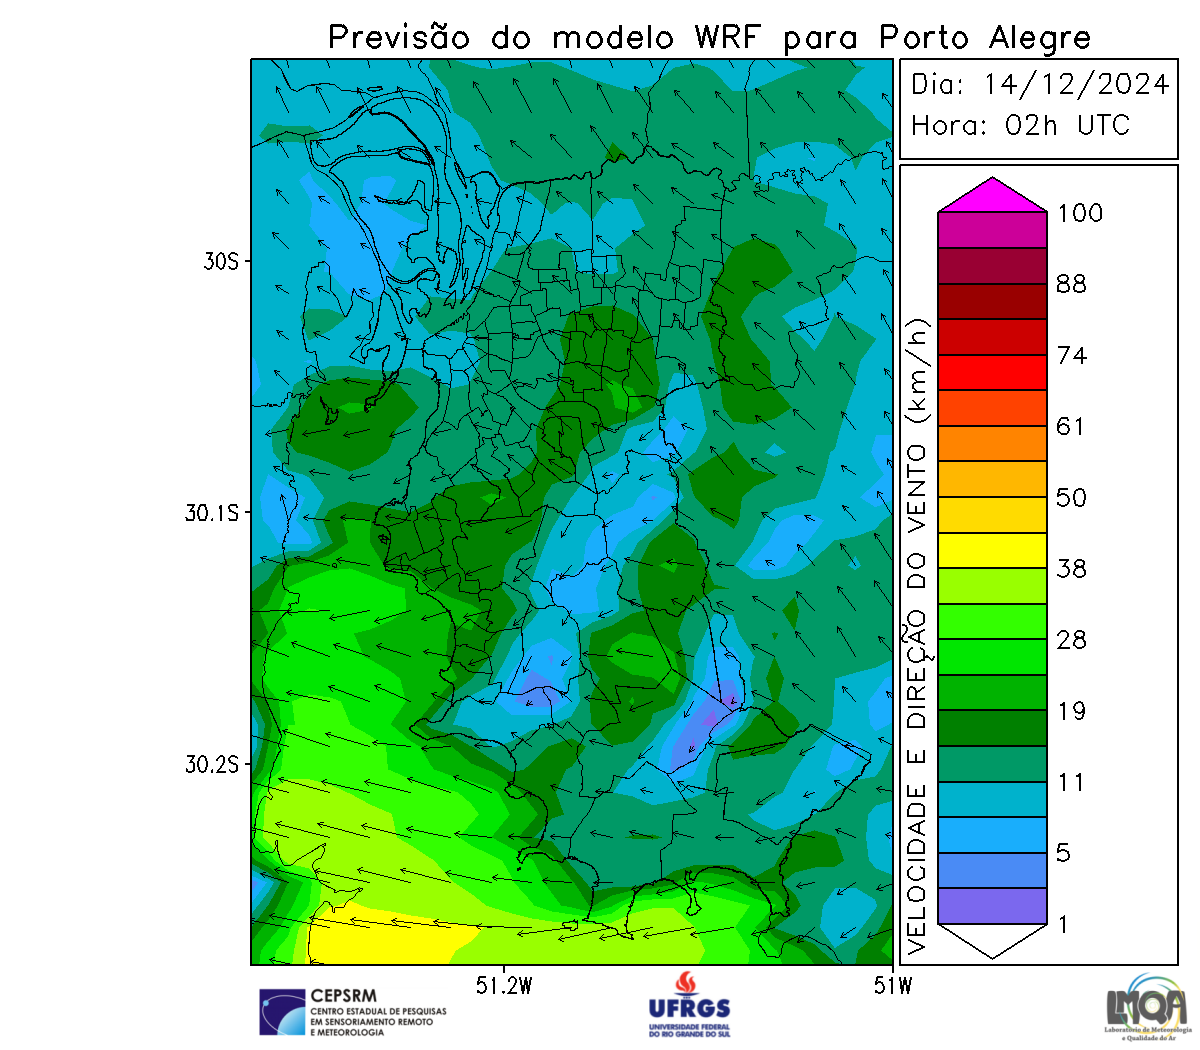 Previsão do modelo WRF para Porto Alegre
Dia: 14/12/2024
Hora: 02h UTC
30S
30.1S
30.2S
51.2W
51W
VELOCIDADE E DIREÇÃO DO VENTO (km/h)
100
88
74
61
50
38
28
19
11
5
1
CEPSRM
CENTRO ESTADUAL DE PESQUISAS
EM SENSORIAMENTO REMOTO
E METEOROLOGIA
UFRGS
UNIVERSIDADE FEDERAL
DO RIO GRANDE DO SUL
LMQA
Laboratório de Meteorologia
e Qualidade do Ar